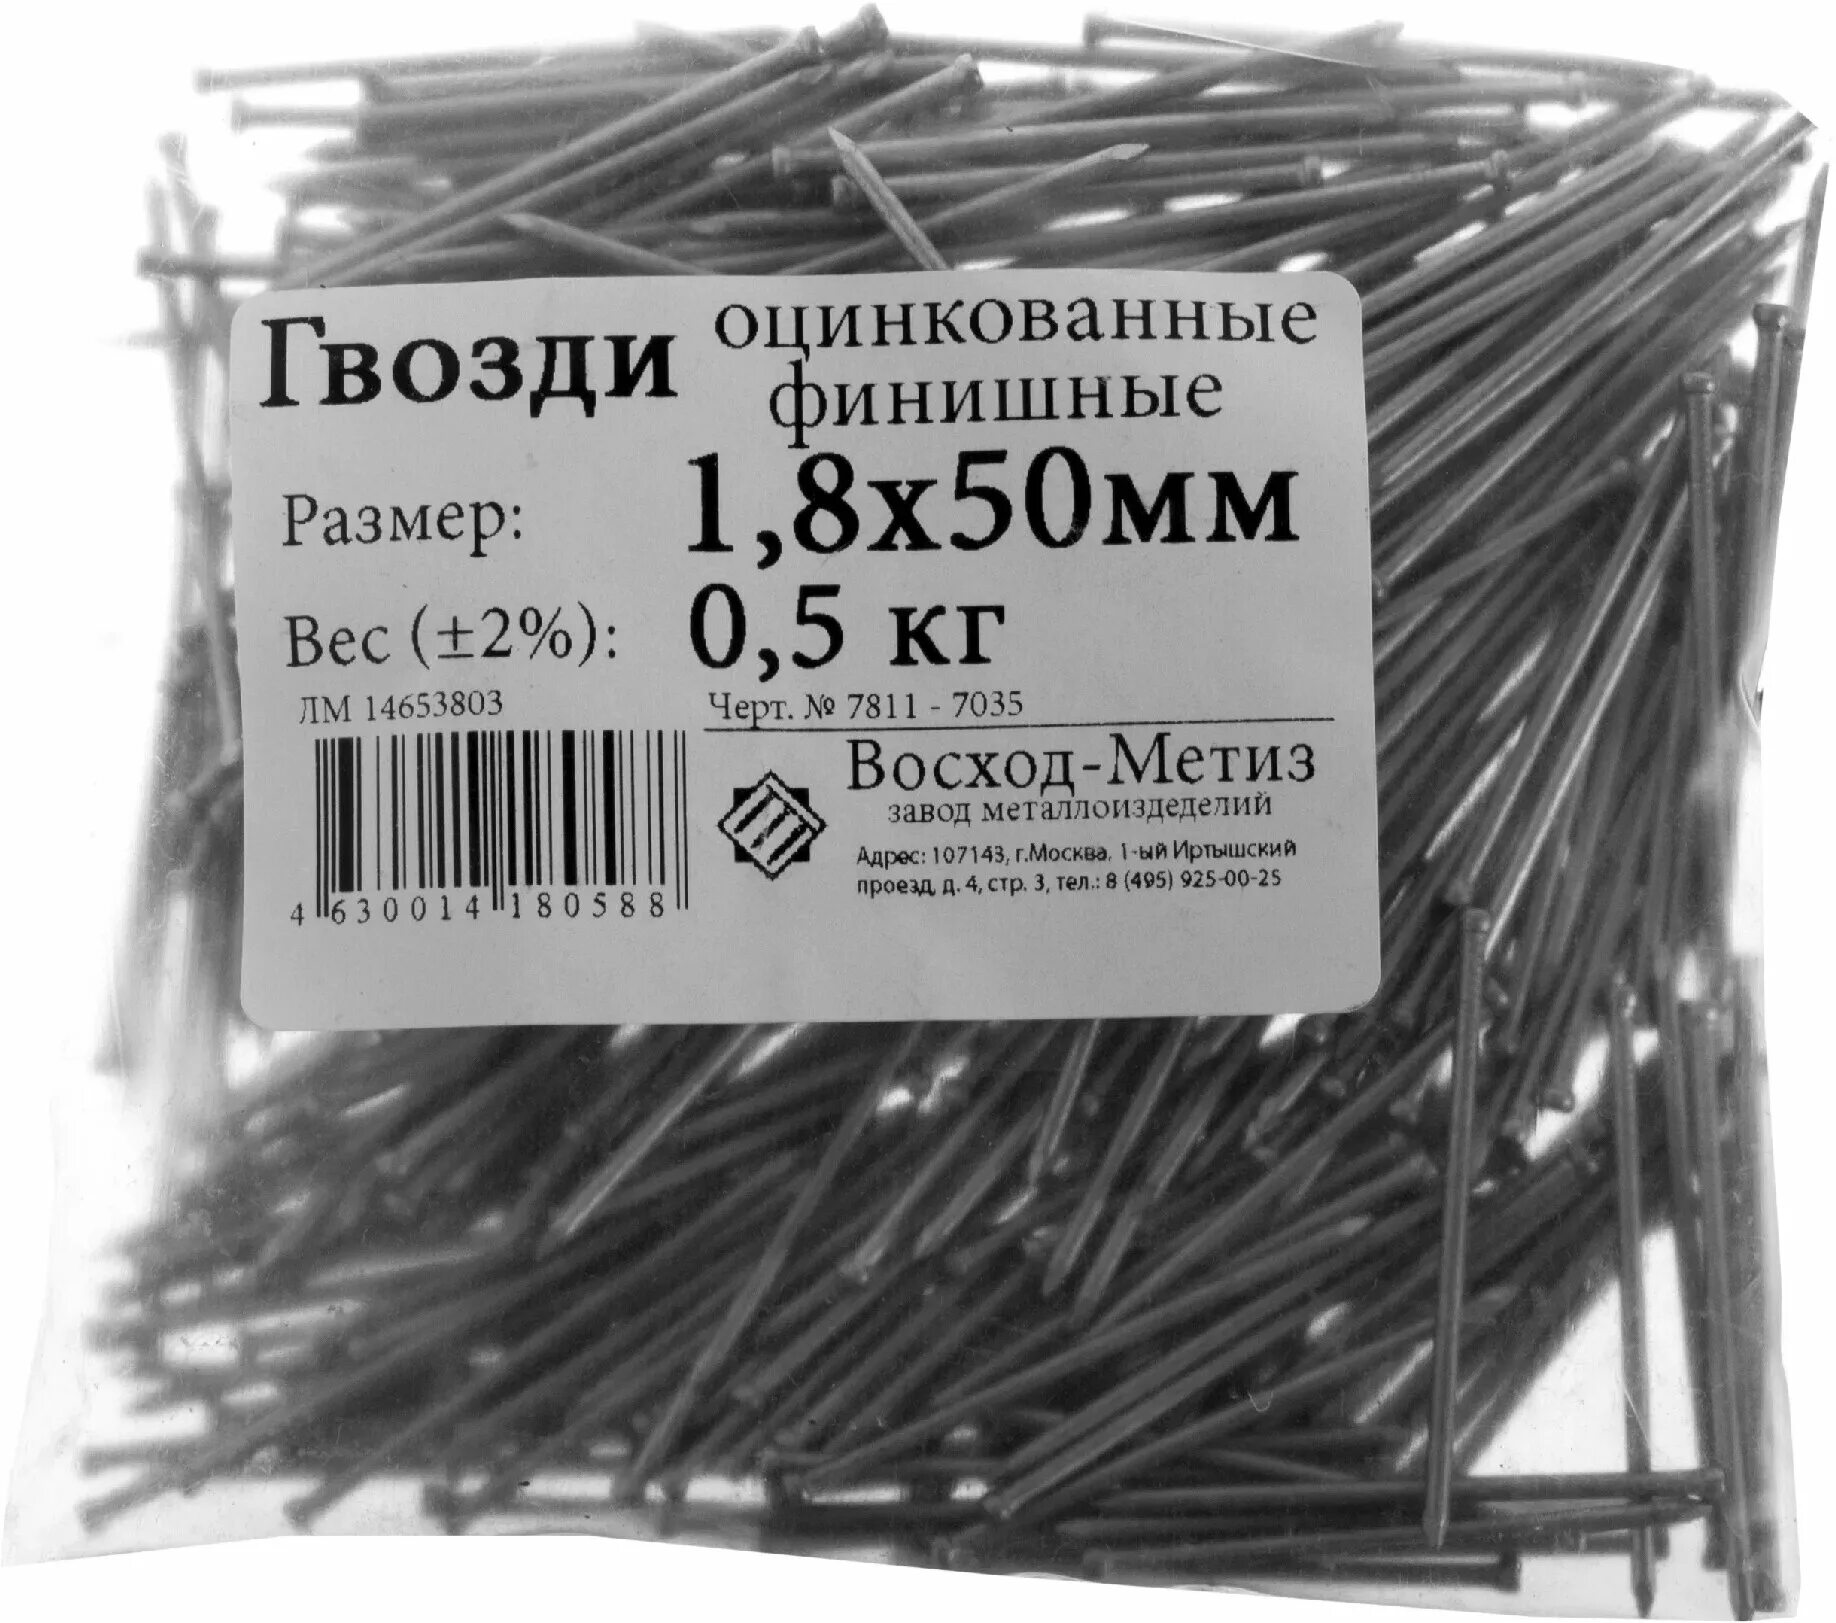 Гвозди оцинкованные
финишные
Размер: 1,8х50мм
Вес (±2%): 0,5 кг
ЛМ 14653803
Черт. № 7811 - 7035
4 630014 180588
Восход-Метиз
завод металлоиздеделий
Адрес: 107143, г.Москва, 1-ый Иртышский
проезд, д. 4, стр. 3, тел.: 8 (495) 925-00-25